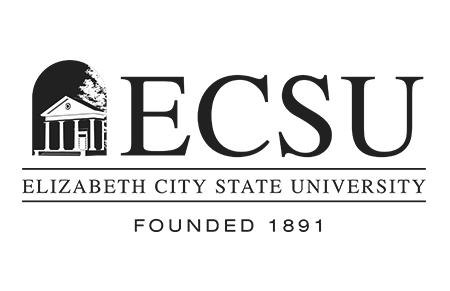 ECSU
ELIZABETH CITY STATE UNIVERSITY
FOUNDED 1891